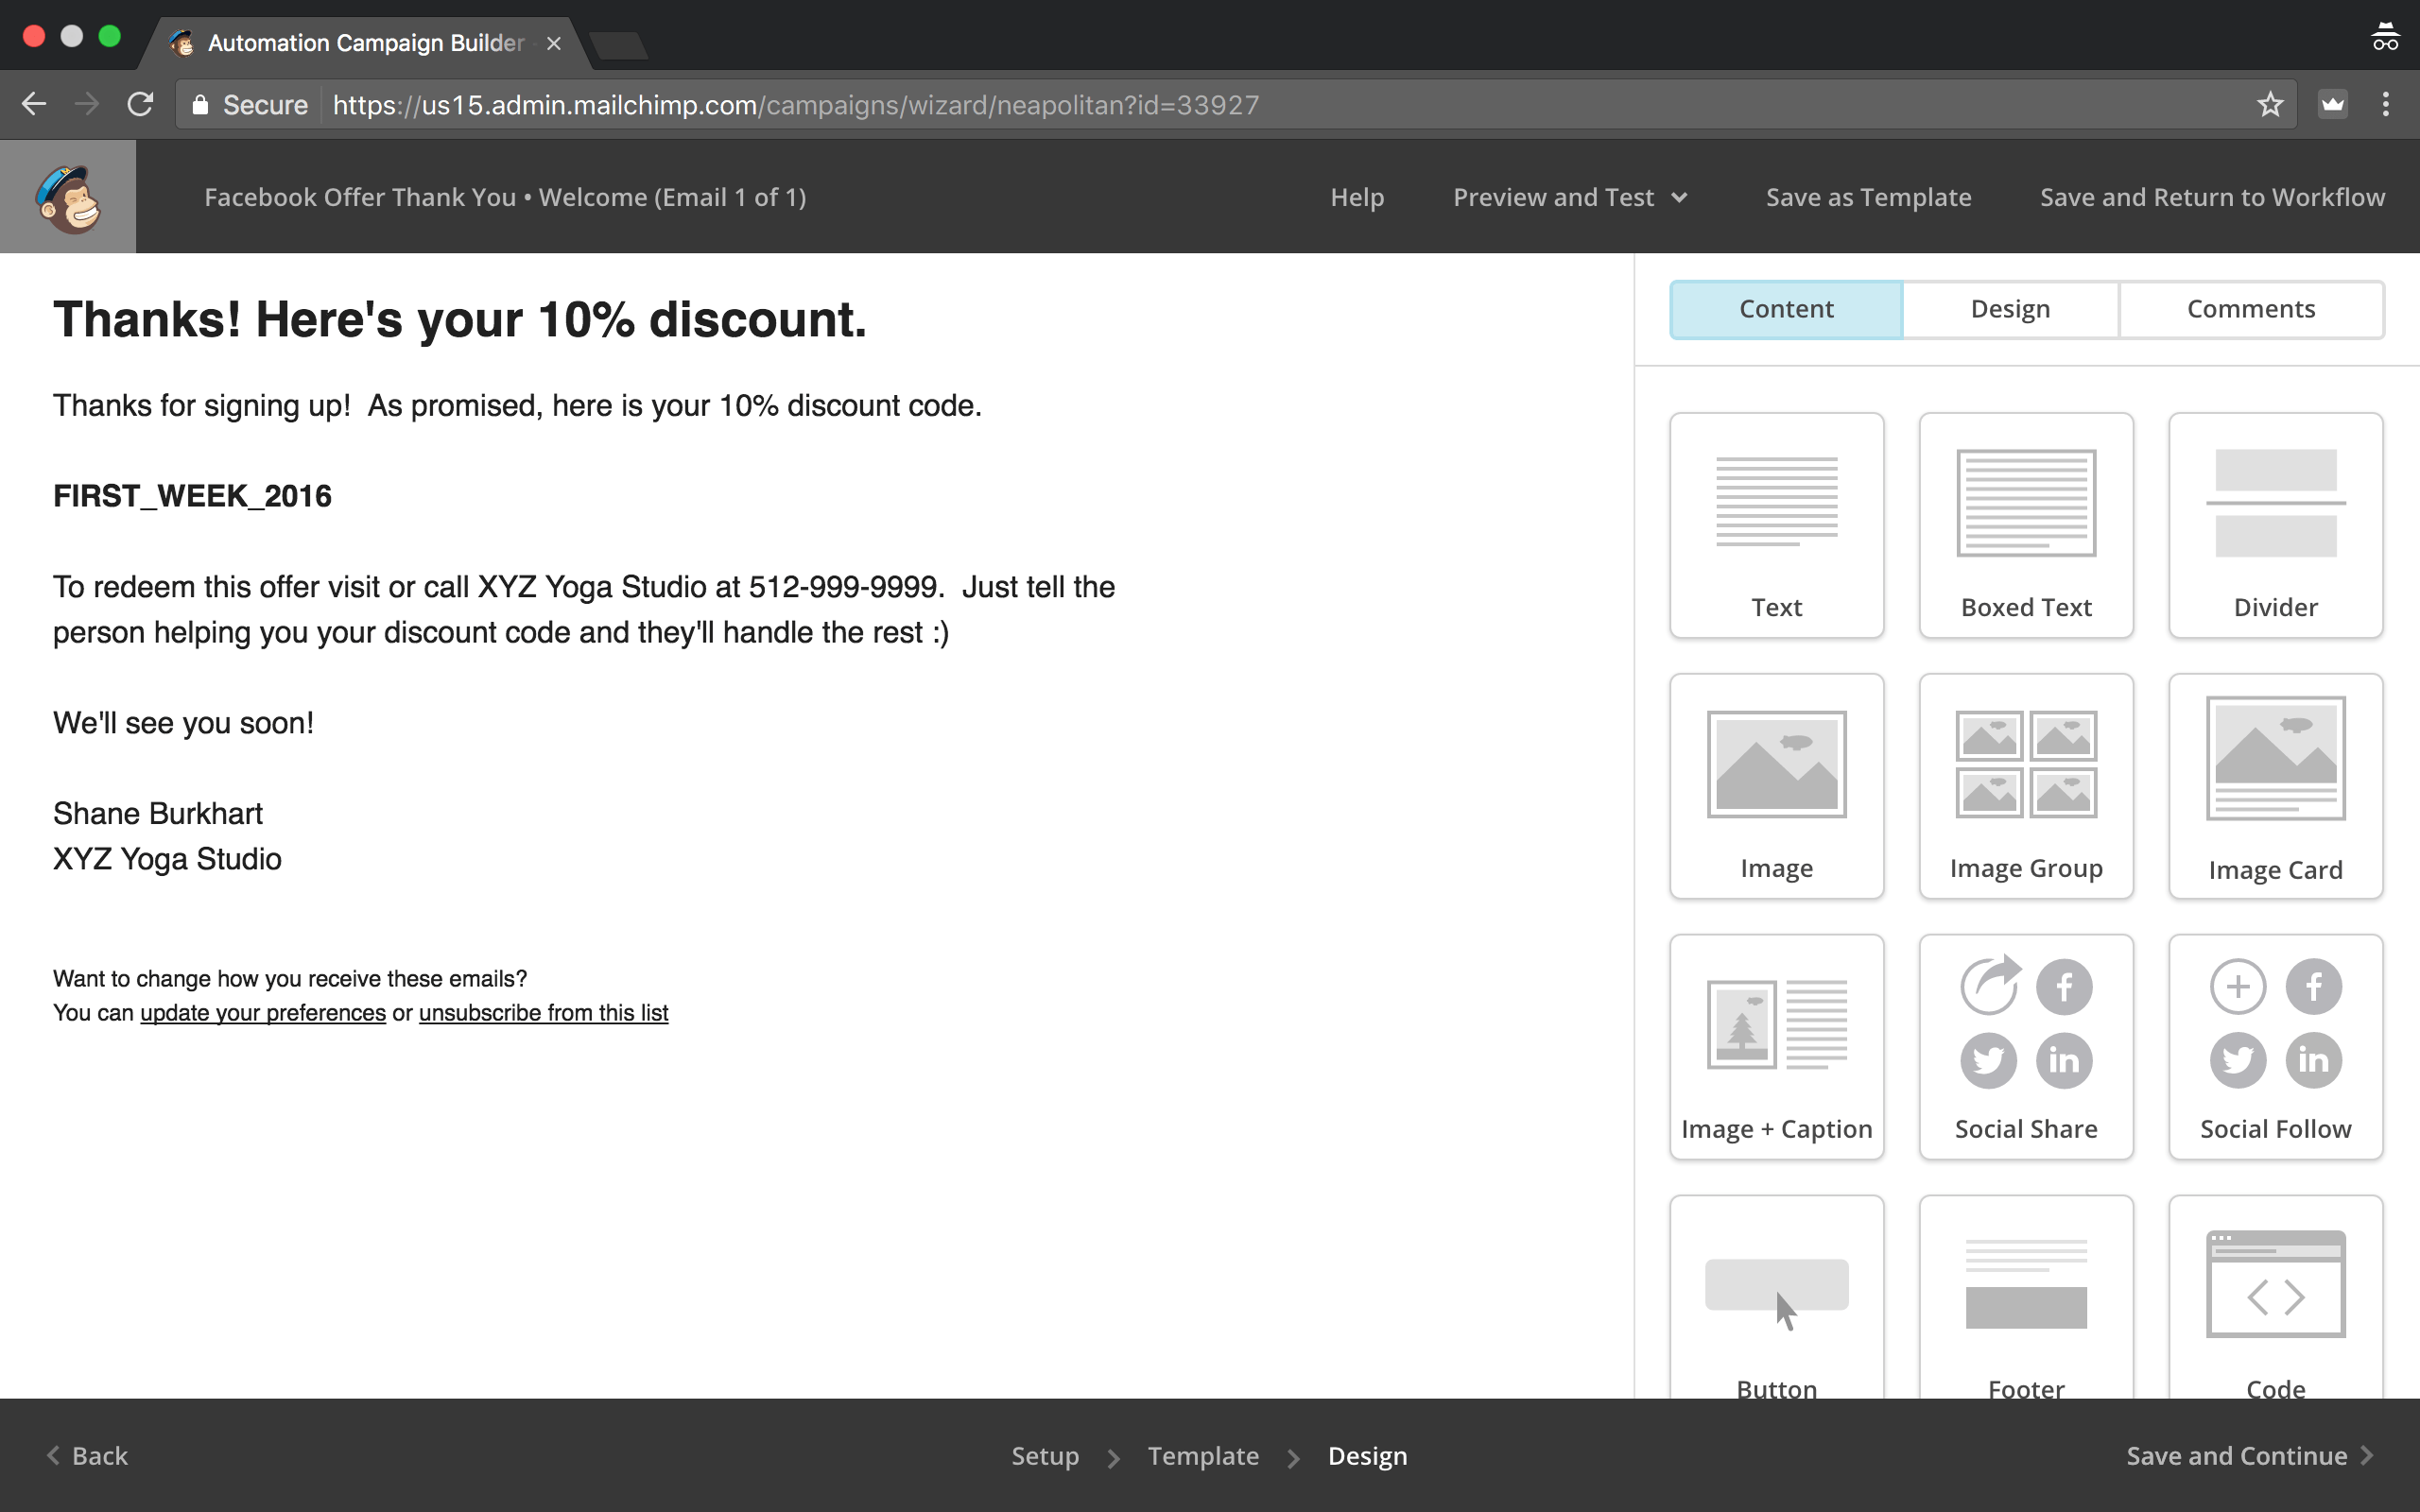 Automation Campaign Builder
Secure https://us15.admin.mailchimp.com/campaigns/wizard/neapolitan?id=33927
Facebook Offer Thank You • Welcome (Email 1 of 1) Help Preview and Test Save as Template Save and Return to Workflow
Content Design Comments
Thanks! Here's your 10% discount.
Thanks for signing up!  As promised, here is your 10% discount code.
FIRST_WEEK_2016
To redeem this offer visit or call XYZ Yoga Studio at 512-999-9999.  Just tell the
person helping you your discount code and they'll handle the rest :)
We'll see you soon!
Shane Burkhart
XYZ Yoga Studio
Want to change how you receive these emails?
You can update your preferences or unsubscribe from this list
Text Boxed Text Divider
Image Image Group Image Card
Image + Caption Social Share Social Follow
Button Footer Code
Back Setup Template Design Save and Continue